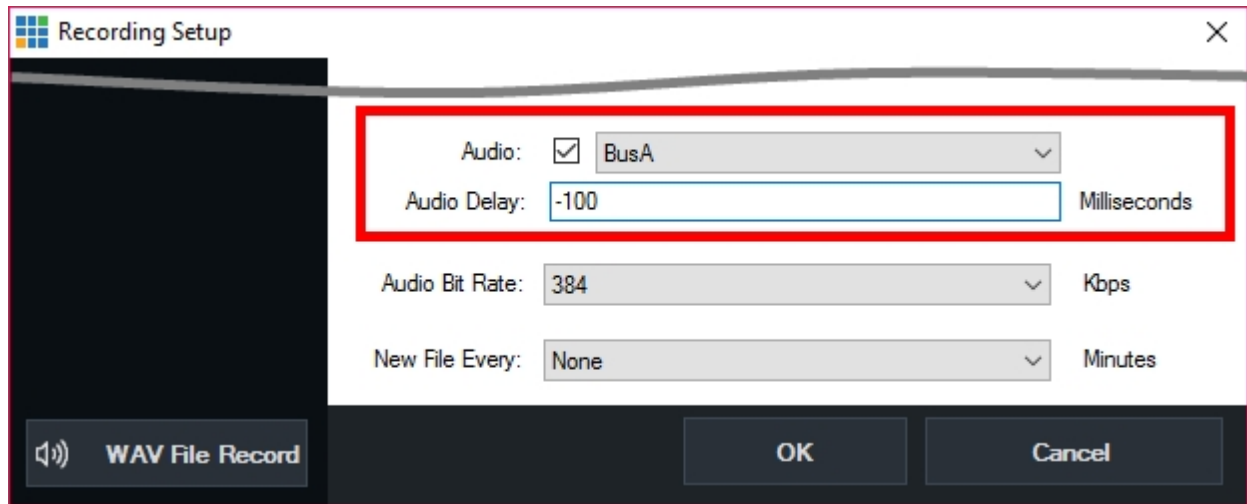 Recording Setup
Audio: BusA
Audio Delay: -100 Milliseconds
Audio Bit Rate: 384 Kbps
New File Every: None Minutes
WAV File Record OK Cancel